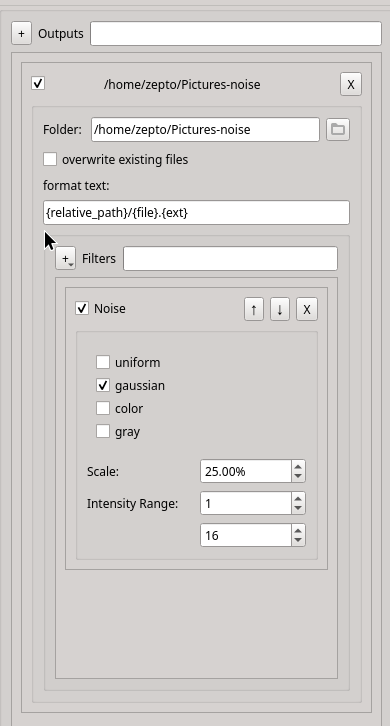 + Outputs
/home/zepto/Pictures-noise X
Folder: /home/zepto/Pictures-noise
overwrite existing files
format text:
{relative_path}/{file}.{ext}
+ Filters
Noise ↑ ↓ X
uniform
gaussian
color
gray
Scale: 25.00%
Intensity Range: 1
16